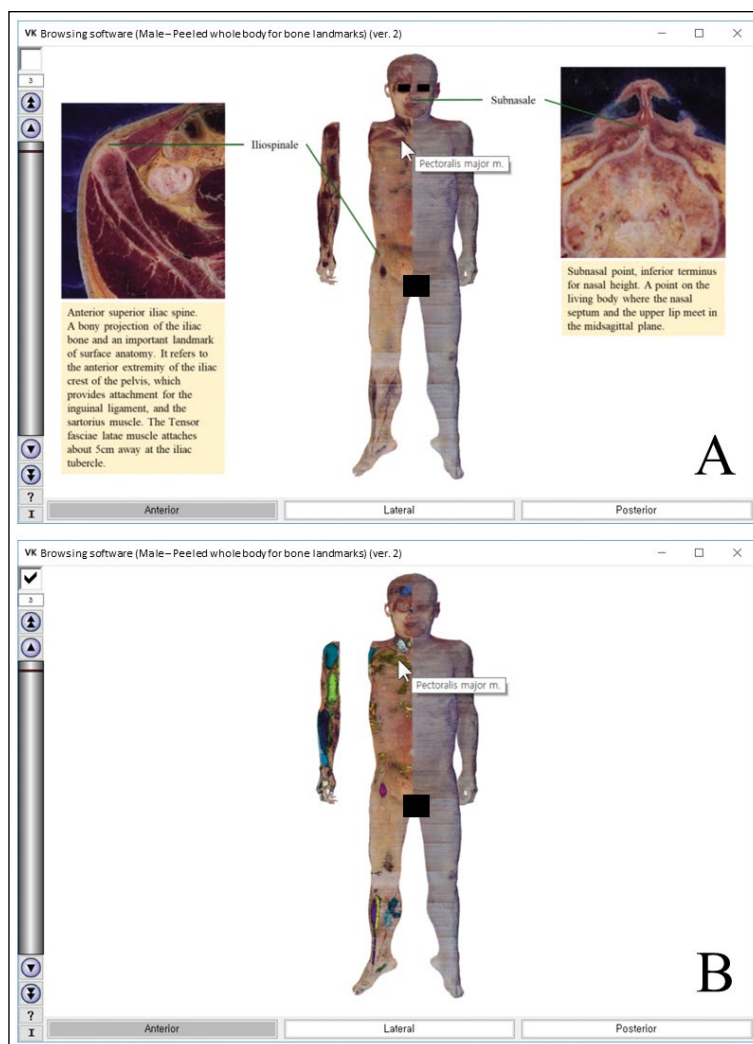 VK Browsing software (Male–Peeled whole body for bone landmarks) (ver. 2)
3
Iliospinale
Subnasale
Pectoralis major m.
Anterior superior iliac spine.
A bony projection of the iliac
bone and an important landmark
of surface anatomy. It refers to
the anterior extremity of the iliac
crest of the pelvis, which
provides attachment for the
inguinal ligament, and the
sartorius muscle. The Tensor
fasciae latae muscle attaches
about 5cm away at the iliac
tubercle.
Subnasal point, inferior terminus
for nasal height. A point on the
living body where the nasal
septum and the upper lip meet in
the midsagittal plane.
A
?
I
Anterior Lateral Posterior
VK Browsing software (Male–Peeled whole body for bone landmarks) (ver. 2)
3
Pectoralis major m.
B
?
I
Anterior Lateral Posterior